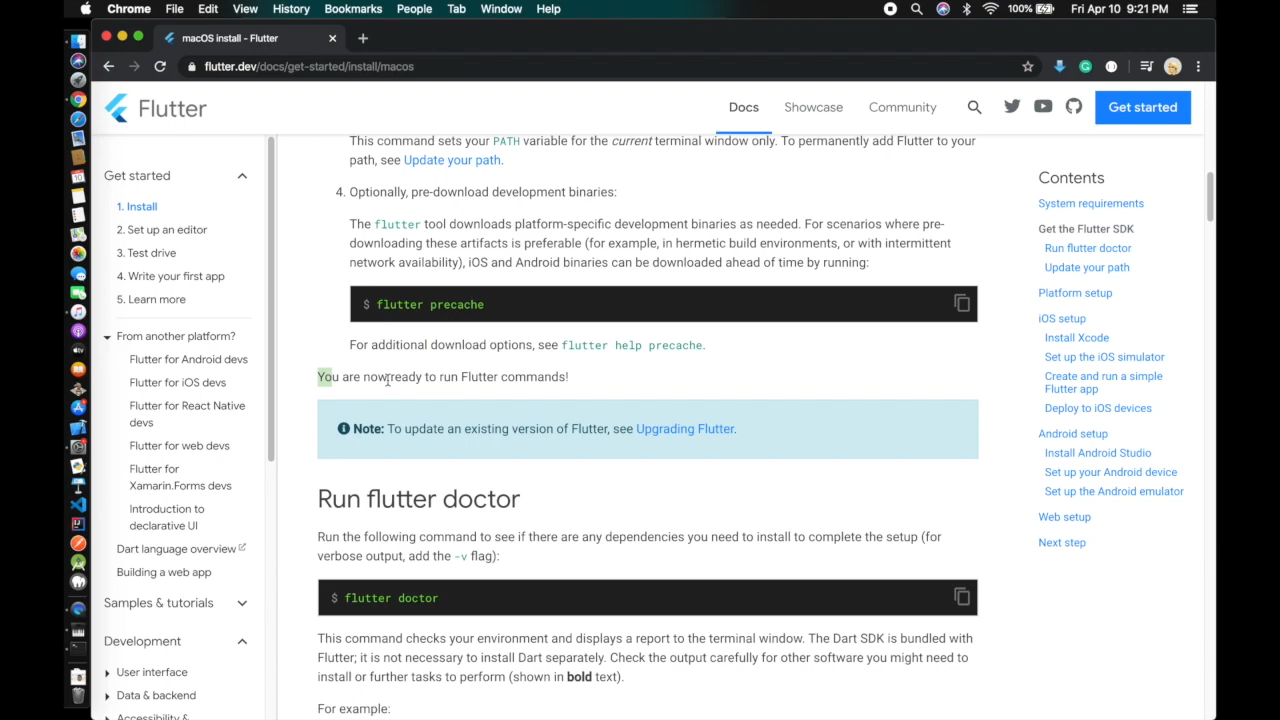 Chrome File Edit View History Bookmarks People Tab Window Help 100% Fri Apr 10 9:21 PM
macOS install - Flutter
flutter.dev/docs/get-started/install/macos
Flutter Docs Showcase Community Get started
Get started
1. Install
2. Set up an editor
3. Test drive
4. Write your first app
5. Learn more
From another platform?
Flutter for Android devs
Flutter for iOS devs
Flutter for React Native
devs
Flutter for web devs
Flutter for
Xamarin.Forms devs
Introduction to
declarative UI
Dart language overview
Building a web app
Samples & tutorials
Development
User interface
Data & backend
Accessibility &
This command sets your PATH variable for the current terminal window only. To permanently add Flutter to your
path, see Update your path.
4. Optionally, pre-download development binaries:
The flutter tool downloads platform-specific development binaries as needed. For scenarios where pre-
downloading these artifacts is preferable (for example, in hermetic build environments, or with intermittent
network availability), iOS and Android binaries can be downloaded ahead of time by running:
$ flutter precache
For additional download options, see flutter help precache.
You are now ready to run Flutter commands!
Note: To update an existing version of Flutter, see Upgrading Flutter.
Run flutter doctor
Run the following command to see if there are any dependencies you need to install to complete the setup (for
verbose output, add the -v flag):
$ flutter doctor
This command checks your environment and displays a report to the terminal window. The Dart SDK is bundled with
Flutter; it is not necessary to install Dart separately. Check the output carefully for other software you might need to
install or further tasks to perform (shown in bold text).
For example:
Contents
System requirements
Get the Flutter SDK
Run flutter doctor
Update your path
Platform setup
iOS setup
Install Xcode
Set up the iOS simulator
Create and run a simple
Flutter app
Deploy to iOS devices
Android setup
Install Android Studio
Set up your Android device
Set up the Android emulator
Web setup
Next step